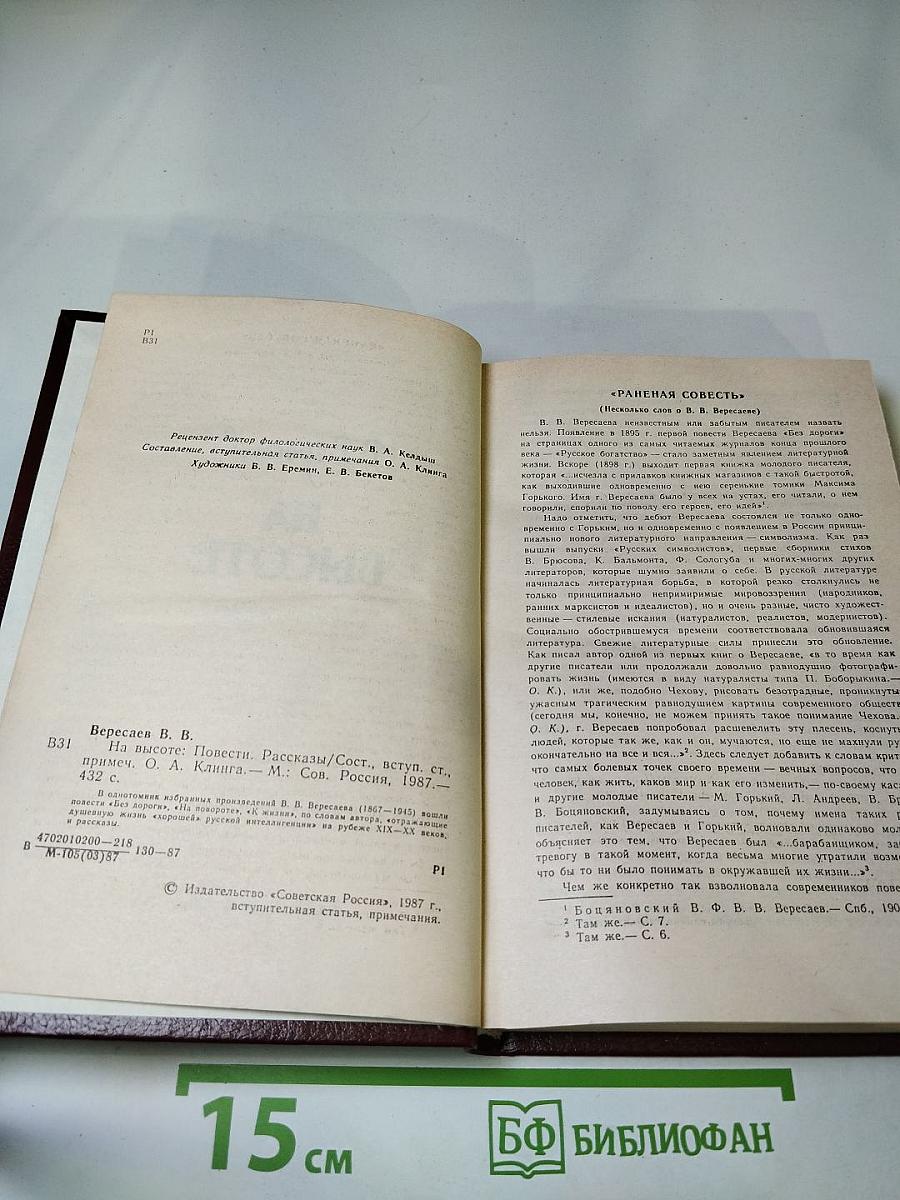 Р1
В31
Рецензент доктор филологических наук В. А. Келдыш
Составление, вступительная статья, примечания О. А. Клинга
Художники Б. В. Еремин, Е. В. Бекетов
Вересаев В. В.
В31 На высоте: Повести. Рассказы/Сост., вступ. ст.,
примеч. О. А. Клинга.— М.: Сов. Россия, 1987.—
432 с.
В однотомник избранных произведений В. В. Вересаева (1867—1945) вошли
повести «Без дороги», «На повороте», «К жизни», по словам автора, «отражающие
душевную жизнь «хорошей» русской интеллигенции» на рубеже XIX—XX веков,
и рассказы.
В 4702010200—218
М-105(03)87 130—87
Р1
© Издательство «Советская Россия», 1987 г.,
вступительная статья, примечания.
«РАНЕНАЯ СОВЕСТЬ»
(Несколько слов о В. В. Вересаеве)
В. В. Вересаева неизвестным или забытым писателем назвать
нельзя. Появление в 1895 г. первой повести Вересаева «Без дороги»
на страницах одного из самых читаемых журналов конца прошлого
века — «Русское богатство» — стало заметным явлением литературной
жизни. Вскоре (1898 г.) выходит первая книжка молодого писателя,
которая «...исчезла с прилавков книжных магазинов с такой быстротой,
как выходившие одновременно с нею серенькие томики Максима
Горького. Имя г. Вересаева было у всех на устах, его читали, о нем
говорили, спорили по поводу его героев, его идей»¹.
Надо отметить, что дебют Вересаева состоялся не только одно-
временно с Горьким, но и одновременно с появлением в России принци-
пиально нового литературного направления — символизма. Как раз
вышли выпуски «Русских символистов», первые сборники стихов
В. Брюсова, К. Бальмонта, Ф. Сологуба и многих-многих других
литераторов, которые шумно заявили о себе. В русской литературе
начиналась литературная борьба, в которой резко столкнулись не
только принципиально непримиримые мировоззрения (народников,
ранних марксистов и идеалистов), но и очень разные, чисто художест-
венные — стилевые искания (натуралистов, реалистов, модернистов).
Социально обострившемуся времени соответствовала обновившаяся
литература. Свежие литературные силы принесли это обновление.
Как писал автор одной из первых книг о Вересаеве, «в то время как
другие писатели или продолжали довольно равнодушно фотографи-
ровать жизнь (имеются в виду натуралисты типа П. Боборыкина.—
О. К.), или же, подобно Чехову, рисовать безотрадные, проникнуты
ужасным трагическим равнодушием картины современного обществ
(сегодня мы, конечно, не можем принять такое понимание Чехова.
О. К.), г. Вересаев попробовал расшевелить эту плесень, коснуть
людей, которые так же, как и он, мучаются, но еще не махнули ру
окончательно на все и вся...»². Здесь следует добавить к словам крит
что самых болевых точек своего времени — вечных вопросов, что
человек, как жить, каков мир и как его изменить,— по-своему кас
и другие молодые писатели — М. Горький, Л. Андреев, В. Бр
В. Боцяновский, задумываясь о том, почему имена таких р
писателей, как Вересаев и Горький, волновали одинаково мол
объясняет это тем, что Вересаев был «...барабанщиком, за
тревогу в такой момент, когда весьма многие утратили возмо
что бы то ни было понимать в окружавшей их жизни...»³.
Чем же конкретно так взволновала современников пове
¹ Боцяновский В. Ф. В. В. Вересаев.— Спб., 190
² Там же.— С. 7.
³ Там же.— С. 6.
15 см
БФ БИБЛИОФАН